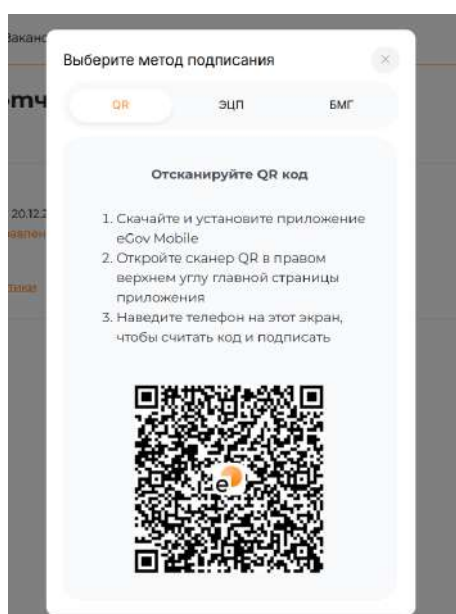 Выберите метод подписания
QR ЭЦП БМГ
Отсканируйте QR код
1. Скачайте и установите приложение
eGov Mobile
2. Откройте сканер QR в правом
верхнем углу главной страницы
приложения
3. Наведите телефон на этот экран,
чтобы считать код и подписать
e